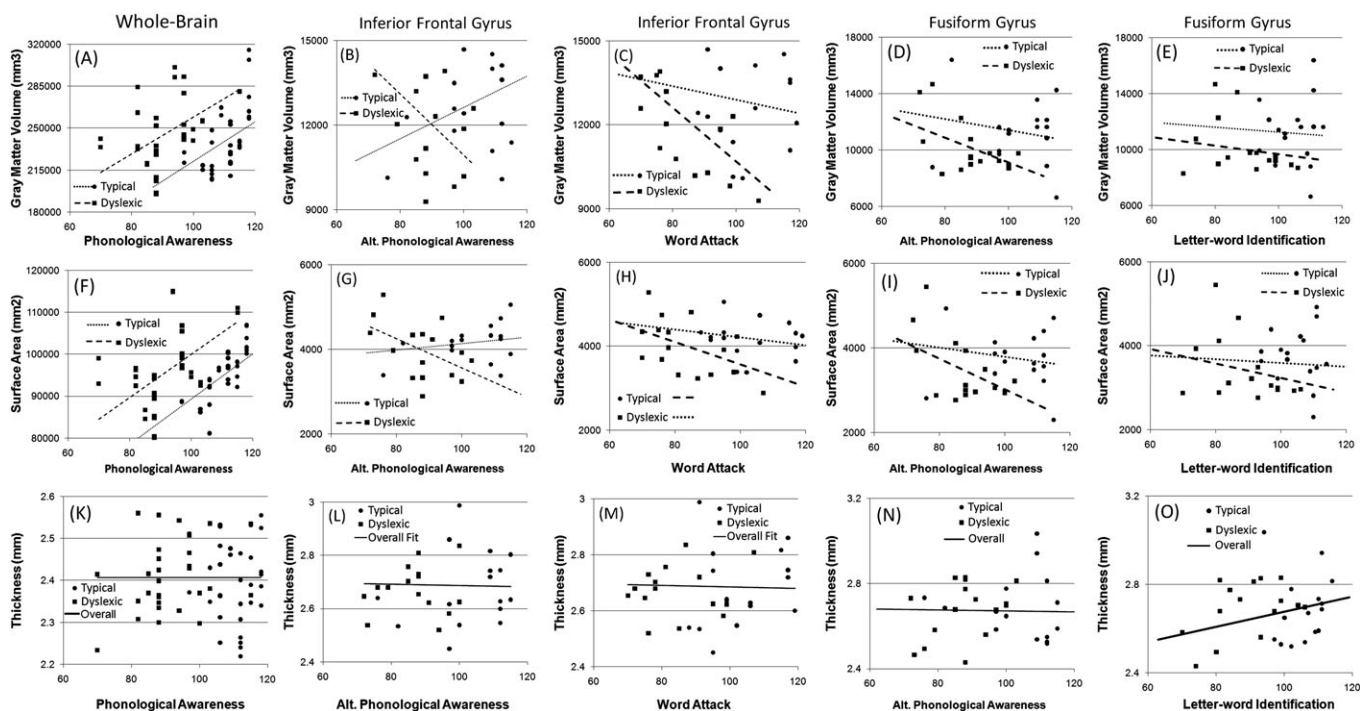 Whole-Brain
Inferior Frontal Gyrus
Inferior Frontal Gyrus
Fusiform Gyrus
Fusiform Gyrus
Gray Matter Volume (mm3)
320000
285000
250000
215000
180000
(A)
Typical
Dyslexic
60 80 100 120
Phonological Awareness
Gray Matter Volume (mm3)
15000
12000
9000
(B)
Typical
Dyslexic
60 80 100 120
Alt. Phonological Awareness
Gray Matter Volume (mm3)
15000
12000
9000
(C)
Typical
Dyslexic
60 80 100 120
Word Attack
Gray Matter Volume (mm3)
18000
14000
10000
6000
(D)
Typical
Dyslexic
60 80 100 120
Alt. Phonological Awareness
Gray Matter Volume (mm3)
18000
14000
10000
6000
(E)
Typical
Dyslexic
60 80 100 120
Letter-word Identification
Surface Area (mm2)
120000
110000
100000
90000
80000
(F)
Typical
Dyslexic
60 80 100 120
Phonological Awareness
Surface Area (mm2)
6000
4000
2000
(G)
Typical
Dyslexic
60 80 100 120
Alt. Phonological Awareness
Surface Area (mm2)
6000
4000
2000
(H)
Typical
Dyslexic
60 80 100 120
Word Attack
Surface Area (mm2)
6000
4000
2000
(I)
Typical
Dyslexic
60 80 100 120
Alt. Phonological Awareness
Surface Area (mm2)
6000
4000
2000
(J)
Typical
Dyslexic
60 80 100 120
Letter-word Identification
Thickness (mm)
2.6
2.5
2.4
2.3
2.2
(K)
Typical
Dyslexic
Overall
60 80 100 120
Phonological Awareness
Thickness (mm)
3
2.8
2.6
2.4
(L)
Typical
Dyslexic
Overall Fit
60 80 100 120
Alt. Phonological Awareness
Thickness (mm)
3
2.8
2.6
2.4
(M)
Typical
Dyslexic
Overall Fit
60 80 100 120
Word Attack
Thickness (mm)
3.2
2.8
2.4
(N)
Typical
Dyslexic
Overall
60 80 100 120
Alt. Phonological Awareness
Thickness (mm)
3.2
2.8
2.4
(O)
Typical
Dyslexic
Overall
60 80 100 120
Letter-word Identification